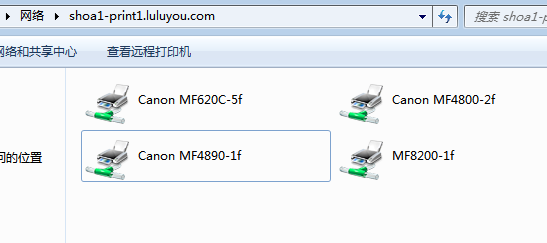 网络 shoa1-print1.luluyou.com 搜索 shoa1-p
网络和共享中心 查看远程打印机
Canon MF620C-5f Canon MF4800-2f
Canon MF4890-1f MF8200-1f
问的位置